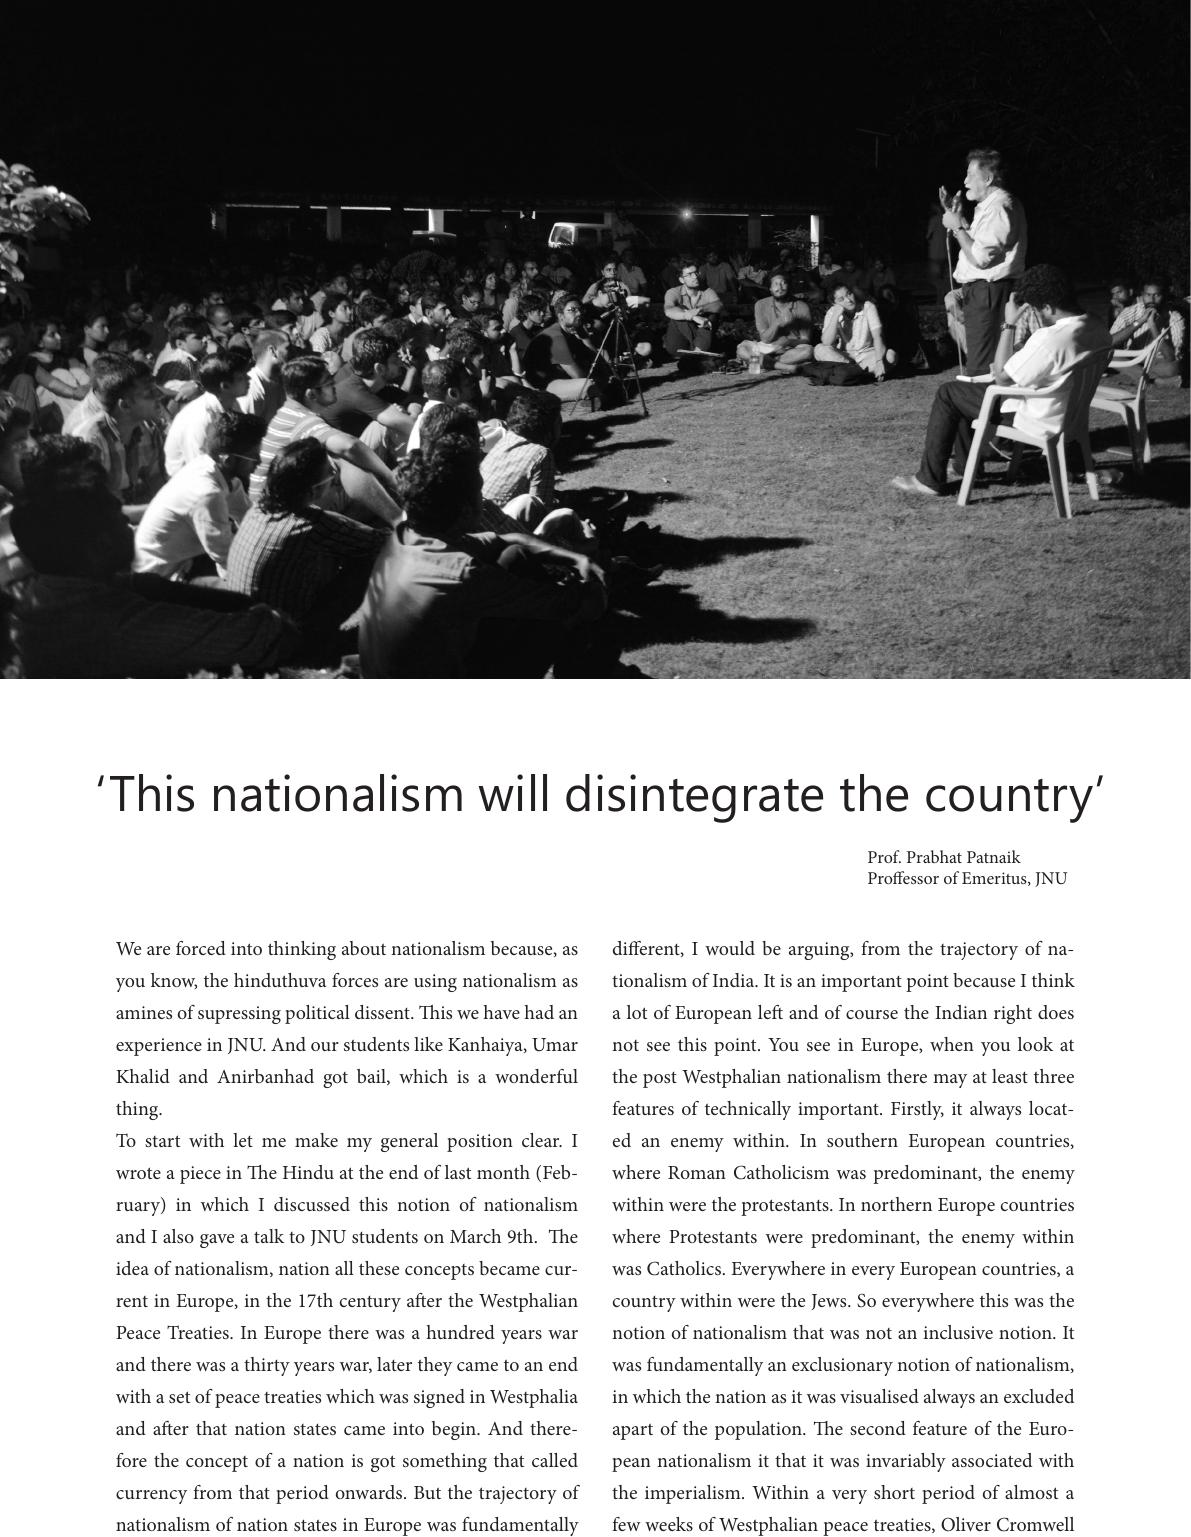 ‘This nationalism will disintegrate the country’
Prof. Prabhat Patnaik
Proffessor of Emeritus, JNU
We are forced into thinking about nationalism because, as
you know, the hinduthuva forces are using nationalism as
amines of supressing political dissent. This we have had an
experience in JNU. And our students like Kanhaiya, Umar
Khalid and Anirbanhad got bail, which is a wonderful
thing.
To start with let me make my general position clear. I
wrote a piece in The Hindu at the end of last month (Feb-
ruary) in which I discussed this notion of nationalism
and I also gave a talk to JNU students on March 9th. The
idea of nationalism, nation all these concepts became cur-
rent in Europe, in the 17th century after the Westphalian
Peace Treaties. In Europe there was a hundred years war
and there was a thirty years war, later they came to an end
with a set of peace treaties which was signed in Westphalia
and after that nation states came into begin. And there-
fore the concept of a nation is got something that called
currency from that period onwards. But the trajectory of
nationalism of nation states in Europe was fundamentally
different, I would be arguing, from the trajectory of na-
tionalism of India. It is an important point because I think
a lot of European left and of course the Indian right does
not see this point. You see in Europe, when you look at
the post Westphalian nationalism there may at least three
features of technically important. Firstly, it always locat-
ed an enemy within. In southern European countries,
where Roman Catholicism was predominant, the enemy
within were the protestants. In northern Europe countries
where Protestants were predominant, the enemy within
was Catholics. Everywhere in every European countries, a
country within were the Jews. So everywhere this was the
notion of nationalism that was not an inclusive notion. It
was fundamentally an exclusionary notion of nationalism,
in which the nation as it was visualised always an excluded
apart of the population. The second feature of the Euro-
pean nationalism it that it was invariably associated with
the imperialism. Within a very short period of almost a
few weeks of Westphalian peace treaties, Oliver Cromwell